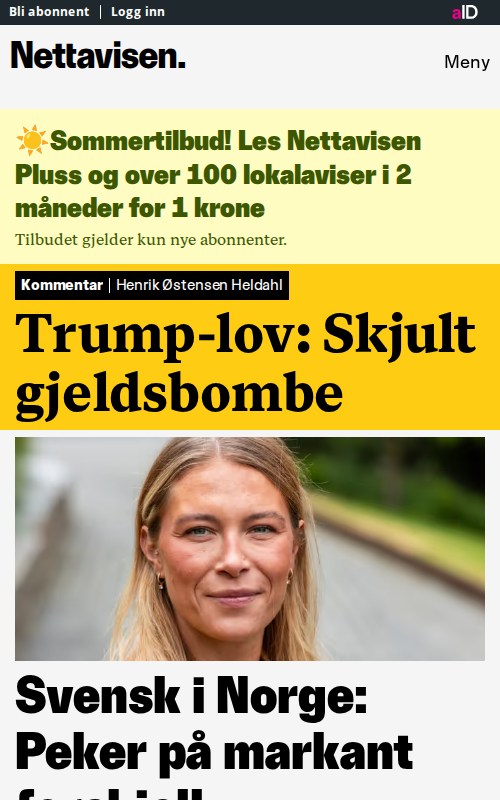 Bli abonnent | Logg inn
aID
Nettavisen.
Meny
☀️Sommertilbud! Les Nettavisen
Pluss og over 100 lokalaviser i 2
måneder for 1 krone
Tilbudet gjelder kun nye abonnenter.
Kommentar | Henrik Østensen Heldahl
Trump-lov: Skjult
gjeldsbombe
Svensk i Norge:
Peker på markant